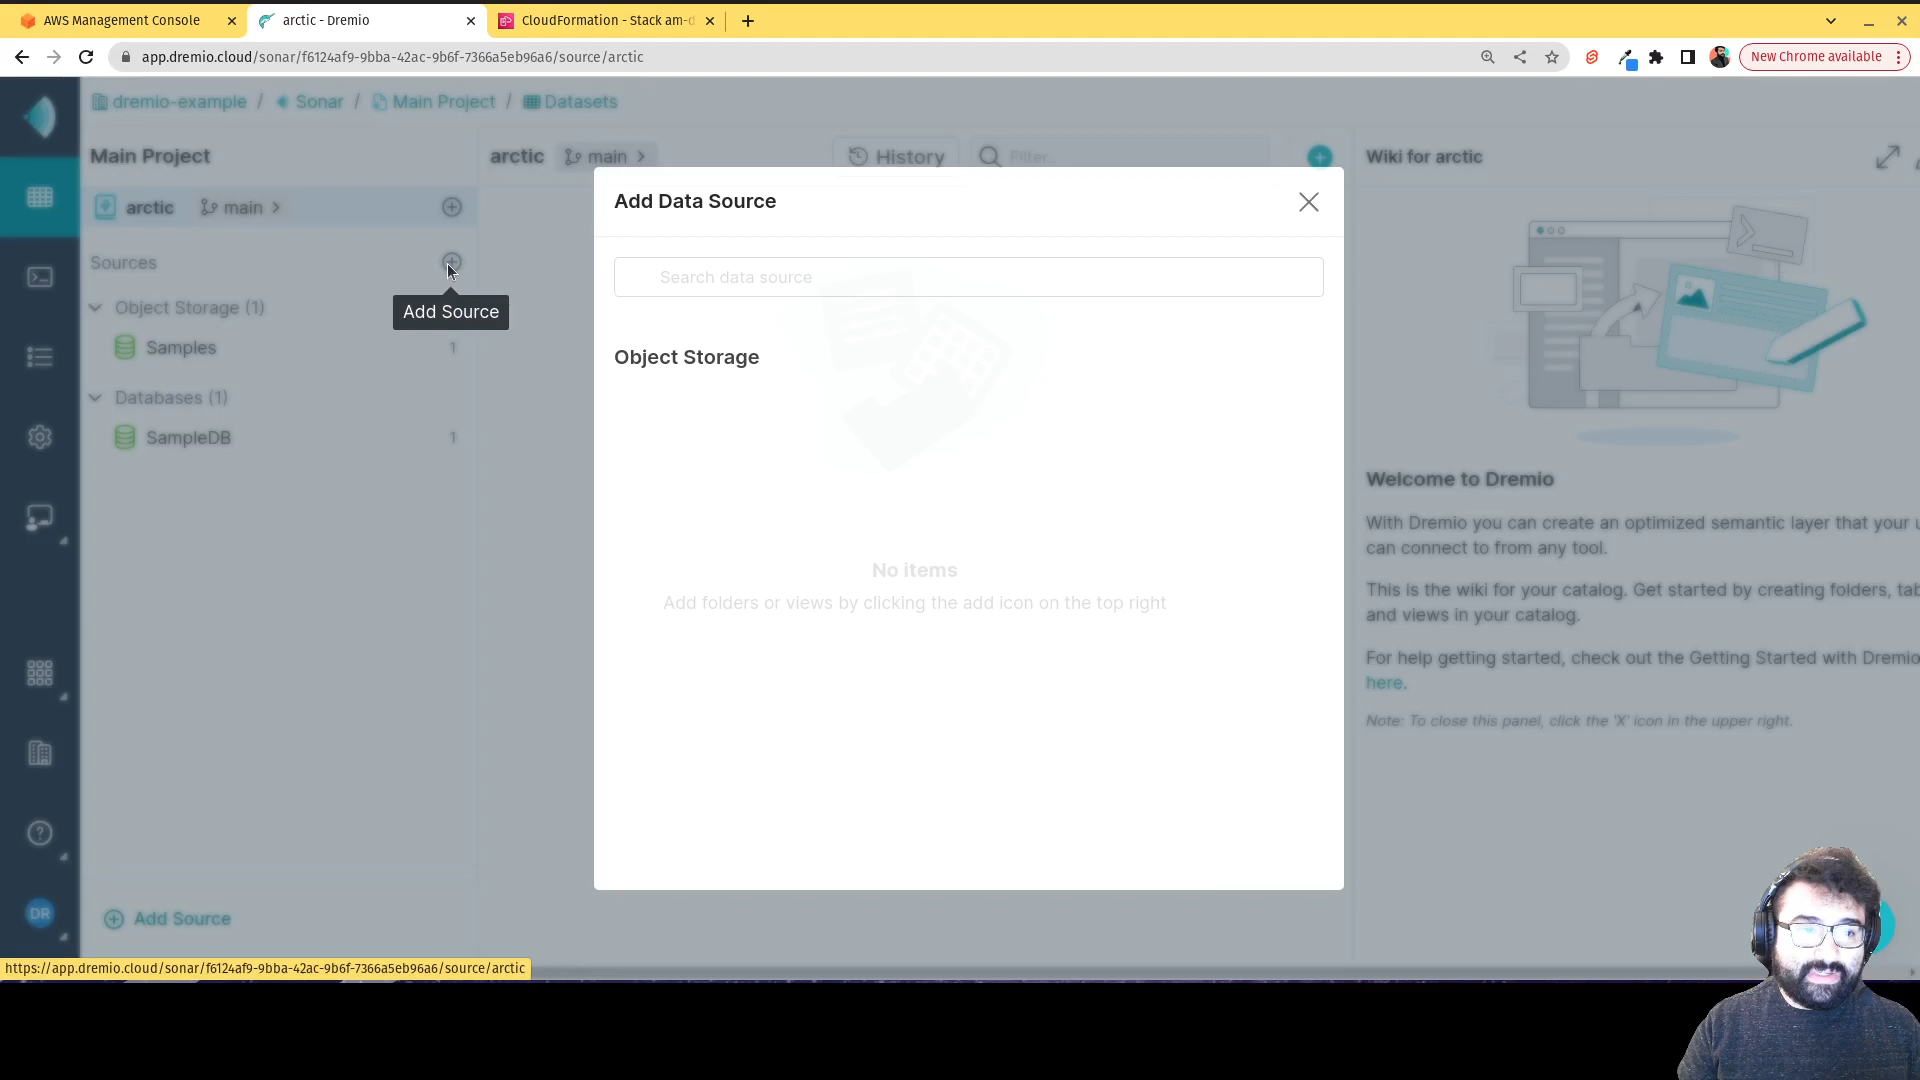 AWS Management Console
arctic - Dremio
CloudFormation - Stack am-d
app.dremio.cloud/sonar/f6124af9-9bba-42ac-9b6f-7366a5eb96a6/source/arctic
New Chrome available
dremio-example / Sonar / Main Project / Datasets
Main Project
arctic main
Sources
Add Source
Object Storage (1)
Samples 1
Databases (1)
SampleDB 1
Add Source
DR
https://app.dremio.cloud/sonar/f6124af9-9bba-42ac-9b6f-7366a5eb96a6/source/arctic
arctic main
History
Filter...
Add Data Source
Search data source
Object Storage
No items
Add folders or views by clicking the add icon on the top right
Wiki for arctic
Welcome to Dremio
With Dremio you can create an optimized semantic layer that your
can connect to from any tool.
This is the wiki for your catalog. Get started by creating folders, tab
and views in your catalog.
For help getting started, check out the Getting Started with Dremio
here.
Note: To close this panel, click the 'X' icon in the upper right.